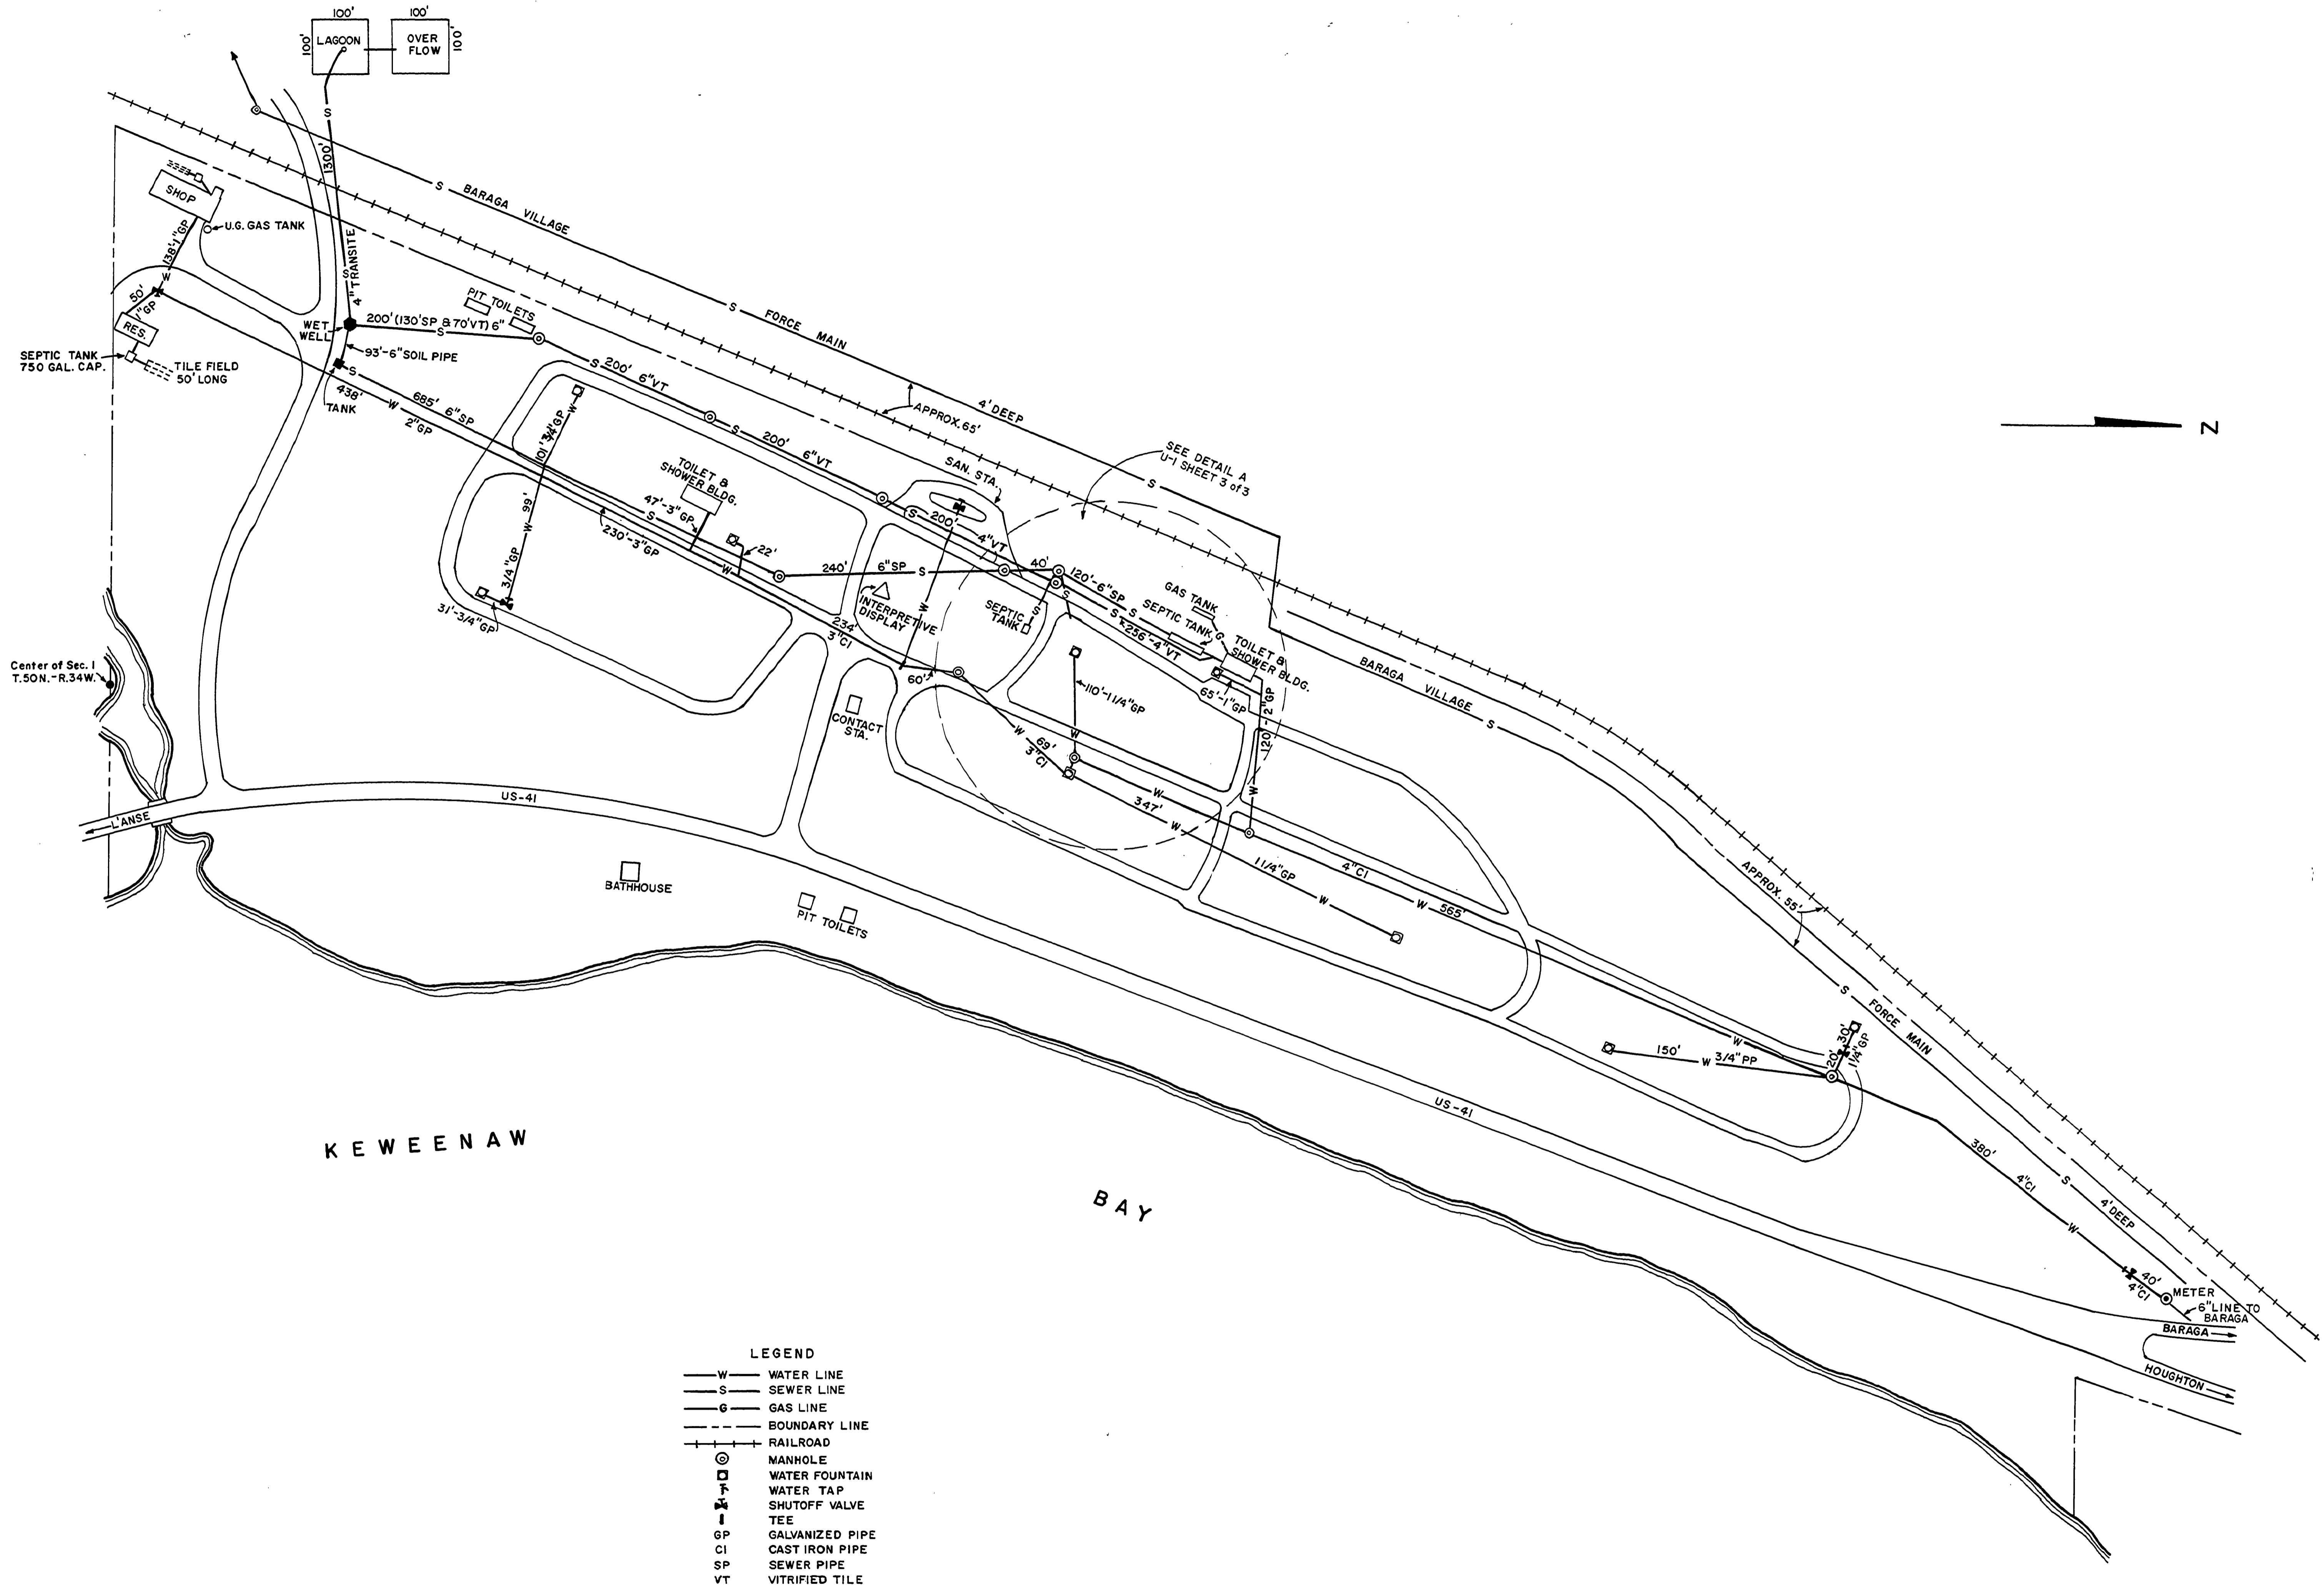 100'
100'
100'
LAGOON
OVER
FLOW
100'
S
1300'
S
4" TRANSITE
S BARAGA VILLAGE
S FORCE MAIN
4' DEEP
S
SHOP
U.G. GAS TANK
138'-1" GP
W
50'
1" GP
RES.
SEPTIC TANK
750 GAL. CAP.
TILE FIELD
50' LONG
WET
WELL
93'-6" SOIL PIPE
TANK
438'
W
2" GP
S
685' 6" SP
PIT TOILETS
200' (130' SP & 70' VT) 6"
S
S
200' 6" VT
S
200'
6" VT
APPROX. 65'
SAN. STA.
SEE DETAIL A
U-1 SHEET 3 of 3
N
W
101' 3/4" GP
99'
W
3/4" GP
31'-3/4" GP
TOILET &
SHOWER BLDG.
47'-3" GP
S
230'-3" GP
22'
W
240' 6" SP S
S
200'
4" VT
40'
120'-6" SP
S
S
S
S
GAS TANK
SEPTIC TANK
G
SEPTIC
TANK
256'-4" VT
TOILET &
SHOWER BLDG.
65'-1" GP
120'-2" GP
W
INTERPRETIVE
DISPLAY
W
234'
3" CI
60'
CONTACT
STA.
110'-1 1/4" GP
W
W
69'
3" CI
W
347'
W
1 1/4" GP
W
4" CI
W 565'
BARAGA VILLAGE S
APPROX. 55'
S FORCE MAIN
S
4' DEEP
Center of Sec. 1
T.50N.-R.34W.
L'ANSE
US-41
BATHHOUSE
PIT TOILETS
150' W 3/4" PP
W
20' 30'
1 1/4" GP
US-41
380'
4" CI
W
40'
4" CI
METER
6" LINE TO
BARAGA
BARAGA
HOUGHTON
KEWEENAW
BAY
LEGEND
W WATER LINE
S SEWER LINE
G GAS LINE
BOUNDARY LINE
RAILROAD
MANHOLE
WATER FOUNTAIN
WATER TAP
SHUTOFF VALVE
TEE
GP GALVANIZED PIPE
CI CAST IRON PIPE
SP SEWER PIPE
VT VITRIFIED TILE